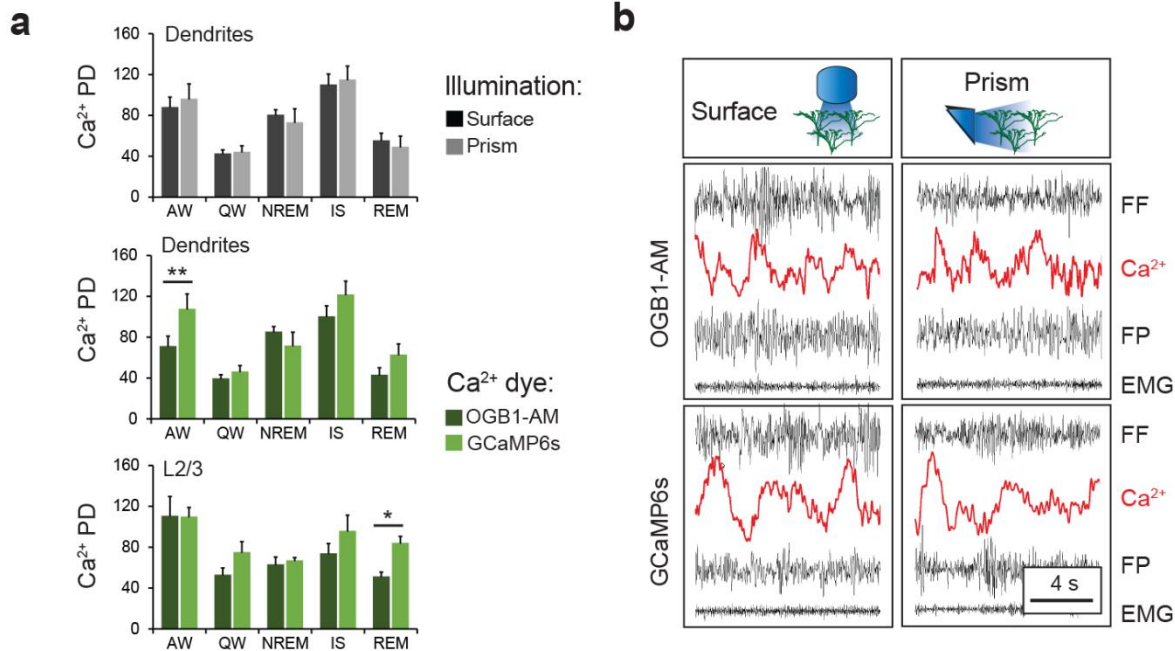 a
Dendrites
160
120
80
40
0
Ca²⁺ PD
AW QW NREM IS REM
Illumination:
Surface
Prism
Dendrites
160
120
80
40
0
Ca²⁺ PD
**
AW QW NREM IS REM
Ca²⁺ dye:
OGB1-AM
GCaMP6s
L2/3
160
120
80
40
0
Ca²⁺ PD
*
AW QW NREM IS REM
b
Surface
Prism
OGB1-AM
FF
Ca²⁺
FP
EMG
GCaMP6s
FF
Ca²⁺
FP
4 s
EMG